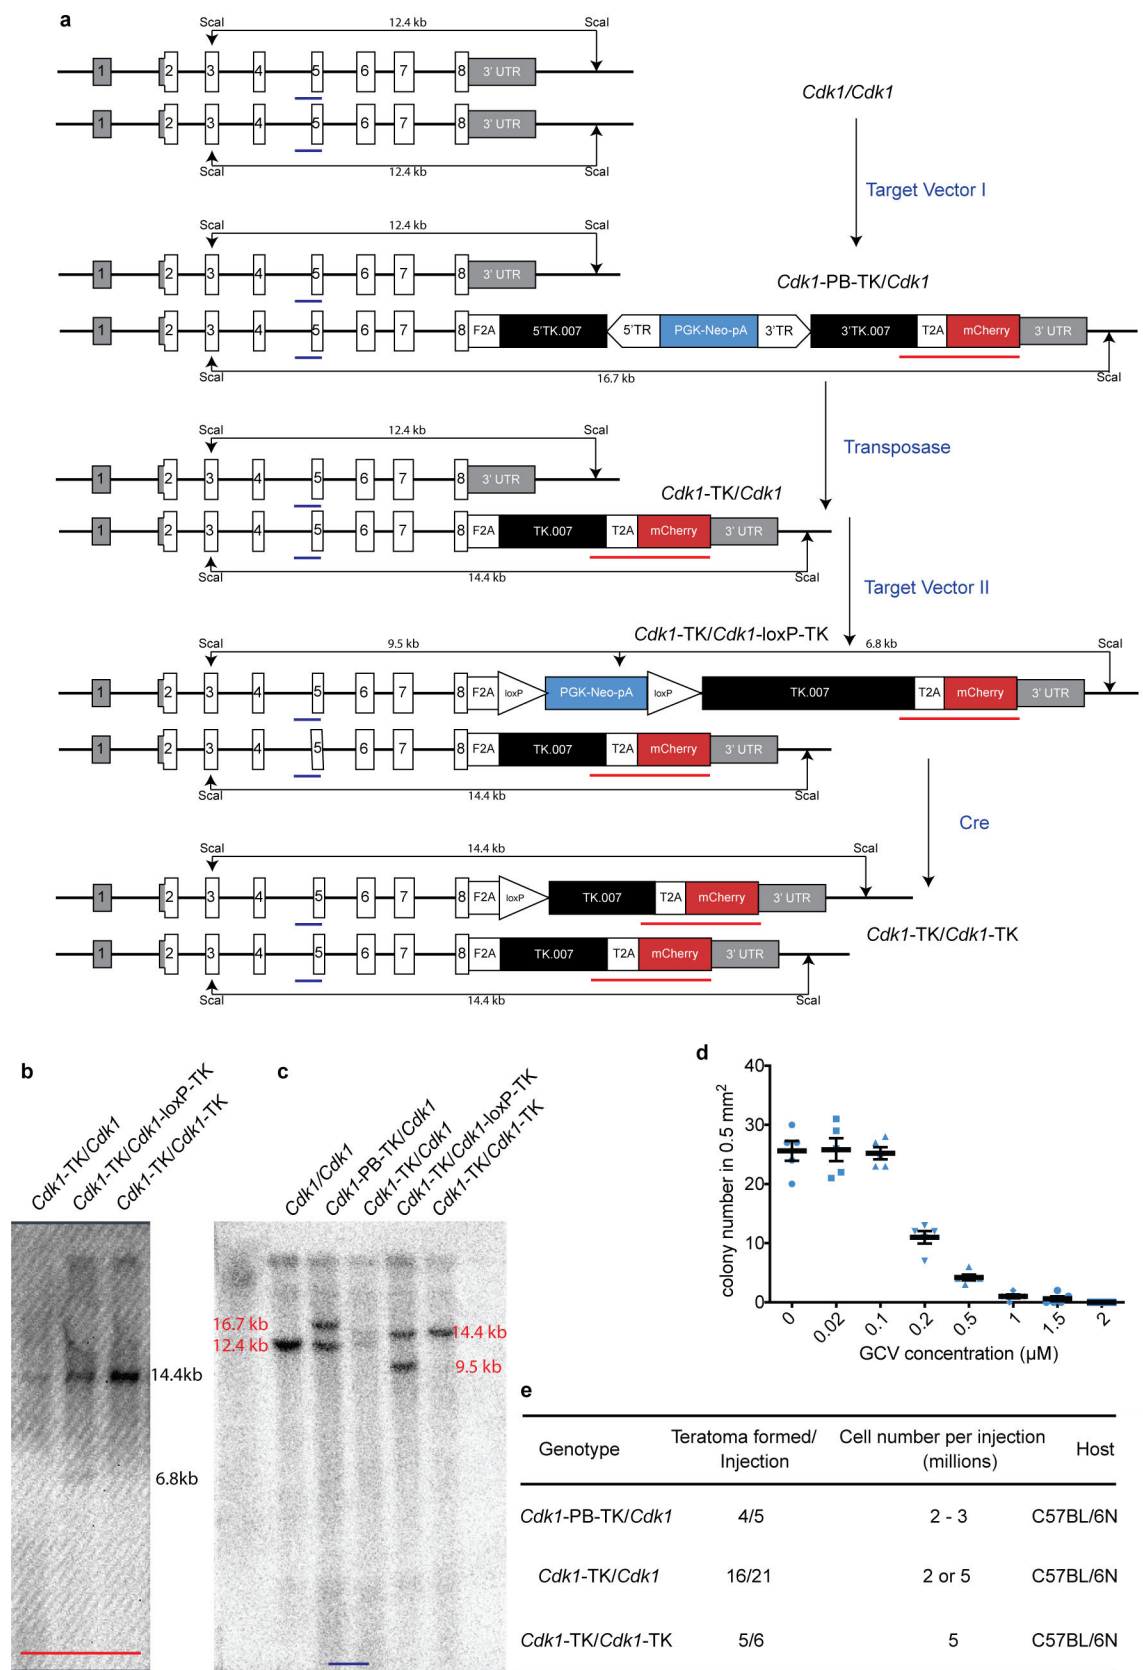 a
ScaI 12.4 kb ScaI
1 2 3 4 5 6 7 8 3' UTR
Cdk1/Cdk1
1 2 3 4 5 6 7 8 3' UTR
ScaI 12.4 kb ScaI
Target Vector I
ScaI 12.4 kb ScaI
1 2 3 4 5 6 7 8 3' UTR
Cdk1-PB-TK/Cdk1
1 2 3 4 5 6 7 8 F2A 5'TK.007 5'TR PGK-Neo-pA 3'TR 3'TK.007 T2A mCherry 3' UTR
ScaI 16.7 kb ScaI
ScaI 12.4 kb ScaI
Transposase
1 2 3 4 5 6 7 8 3' UTR
Cdk1-TK/Cdk1
1 2 3 4 5 6 7 8 F2A TK.007 T2A mCherry 3' UTR
ScaI 14.4 kb ScaI
Target Vector II
Cdk1-TK/Cdk1-loxP-TK
ScaI 9.5 kb 6.8 kb ScaI
1 2 3 4 5 6 7 8 F2A loxP PGK-Neo-pA loxP TK.007 T2A mCherry 3' UTR
1 2 3 4 5 6 7 8 F2A TK.007 T2A mCherry 3' UTR
ScaI 14.4 kb ScaI
Cre
ScaI 14.4 kb ScaI
1 2 3 4 5 6 7 8 F2A loxP TK.007 T2A mCherry 3' UTR
Cdk1-TK/Cdk1-TK
1 2 3 4 5 6 7 8 F2A TK.007 T2A mCherry 3' UTR
ScaI 14.4 kb ScaI
b
Cdk1-TK/Cdk1
Cdk1-TK/Cdk1-loxP-TK
Cdk1-TK/Cdk1-TK
14.4kb
6.8kb
c
Cdk1/Cdk1
Cdk1-PB-TK/Cdk1
Cdk1-TK/Cdk1
Cdk1-TK/Cdk1-loxP-TK
Cdk1-TK/Cdk1-TK
16.7 kb
12.4 kb
14.4 kb
9.5 kb
d
colony number in 0.5 mm²
40
30
20
10
0
0 0.02 0.1 0.2 0.5 1 1.5 2
GCV concentration (µM)
e
Genotype Teratoma formed/ Injection Cell number per injection (millions) Host
Cdk1-PB-TK/Cdk1 4/5 2 - 3 C57BL/6N
Cdk1-TK/Cdk1 16/21 2 or 5 C57BL/6N
Cdk1-TK/Cdk1-TK 5/6 5 C57BL/6N